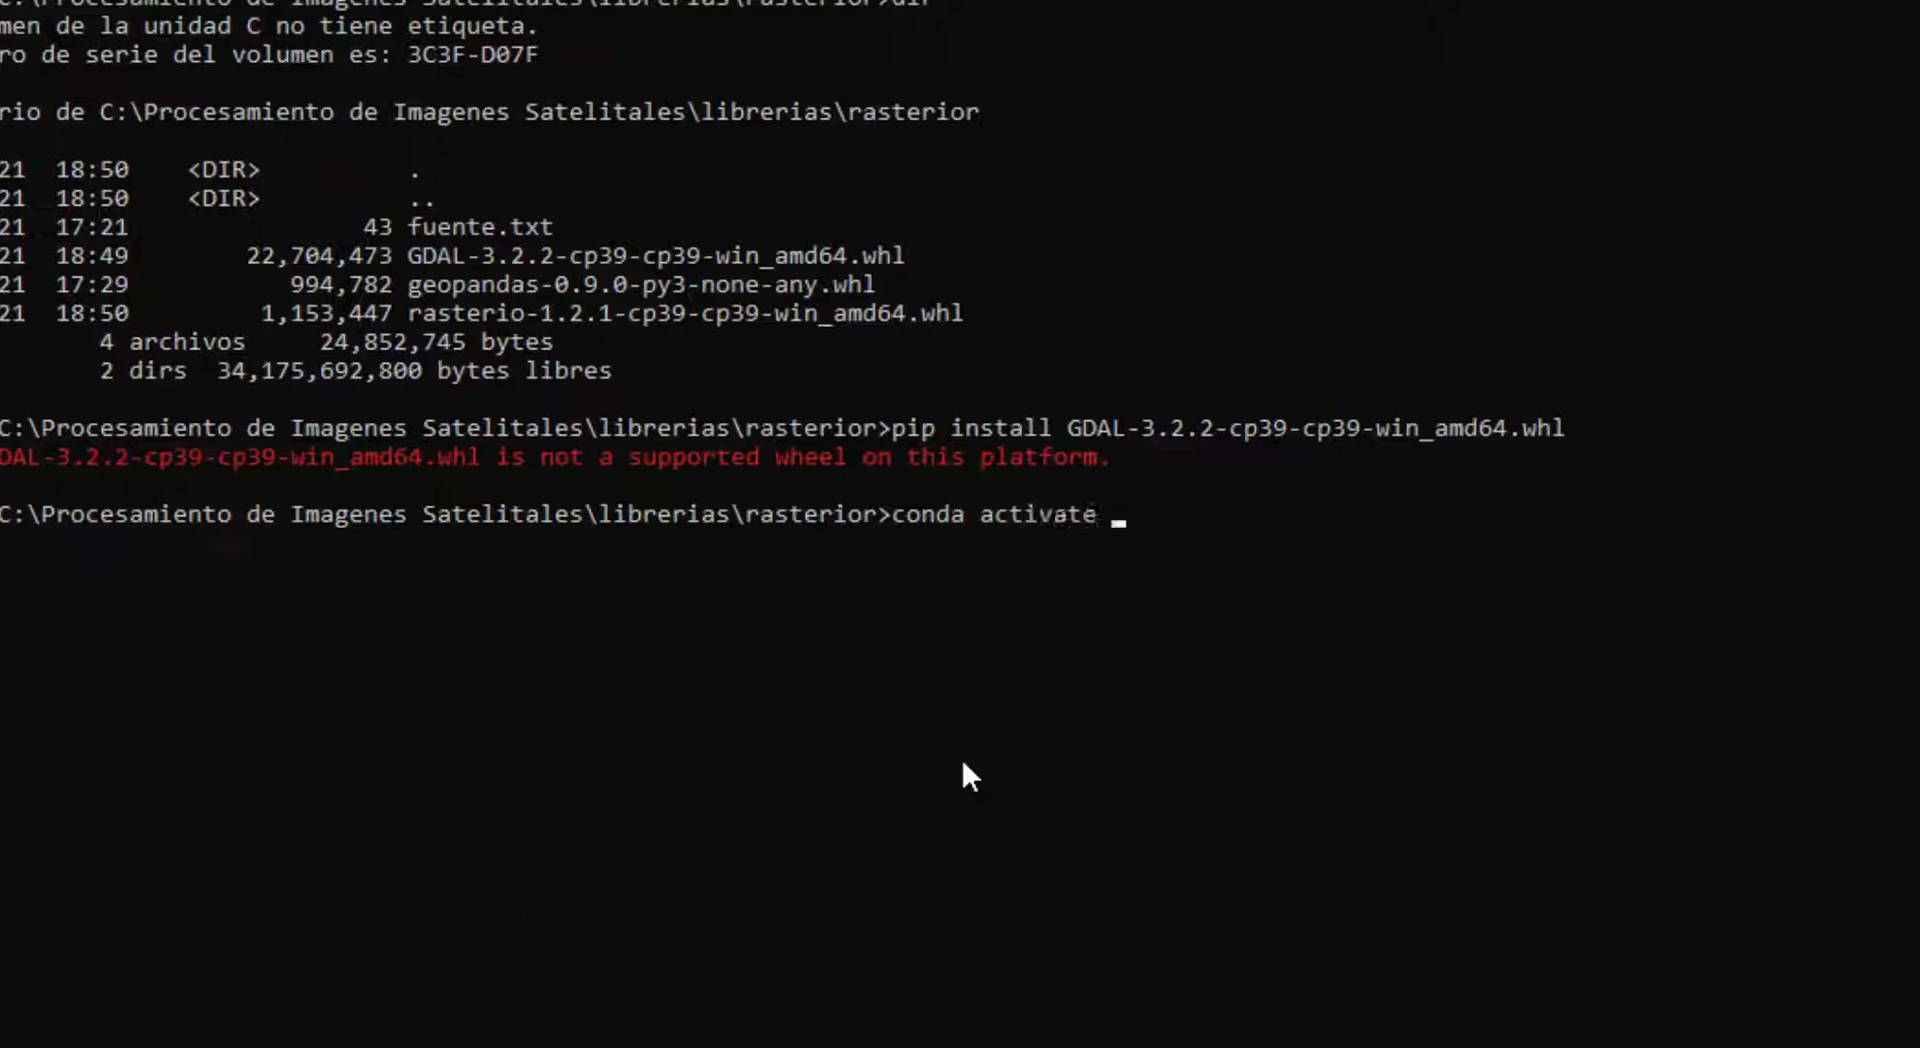 C:\Procesamiento de Imagenes Satelitales\librerias\rasterior>dir
men de la unidad C no tiene etiqueta.
ro de serie del volumen es: 3C3F-D07F
rio de C:\Procesamiento de Imagenes Satelitales\librerias\rasterior
21 18:50 <DIR> .
21 18:50 <DIR> ..
21 17:21 43 fuente.txt
21 18:49 22,704,473 GDAL-3.2.2-cp39-cp39-win_amd64.whl
21 17:29 994,782 geopandas-0.9.0-py3-none-any.whl
21 18:50 1,153,447 rasterio-1.2.1-cp39-cp39-win_amd64.whl
4 archivos 24,852,745 bytes
2 dirs 34,175,692,800 bytes libres
C:\Procesamiento de Imagenes Satelitales\librerias\rasterior>pip install GDAL-3.2.2-cp39-cp39-win_amd64.whl
DAL-3.2.2-cp39-cp39-win_amd64.whl is not a supported wheel on this platform.
C:\Procesamiento de Imagenes Satelitales\librerias\rasterior>conda activate _